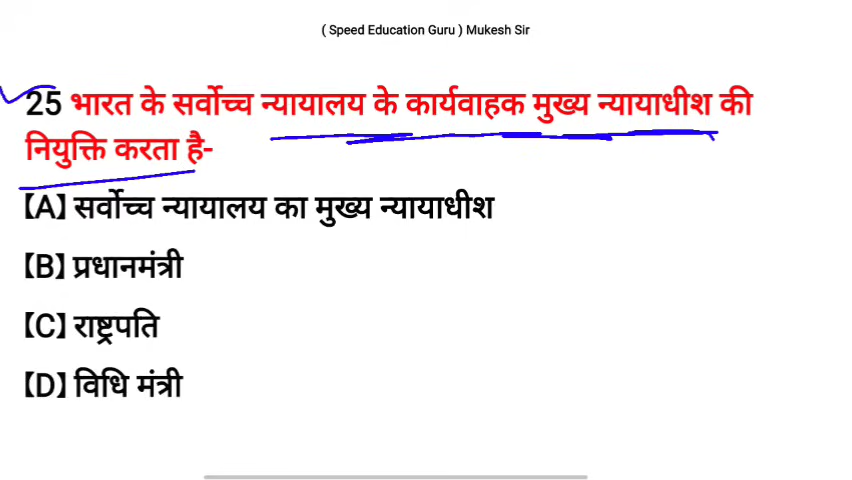 ( Speed Education Guru ) Mukesh Sir
25 भारत के सर्वोच्च न्यायालय के कार्यवाहक मुख्य न्यायाधीश की
नियुक्ति करता है-
【A】 सर्वोच्च न्यायालय का मुख्य न्यायाधीश
【B】 प्रधानमंत्री
【C】 राष्ट्रपति
【D】 विधि मंत्री